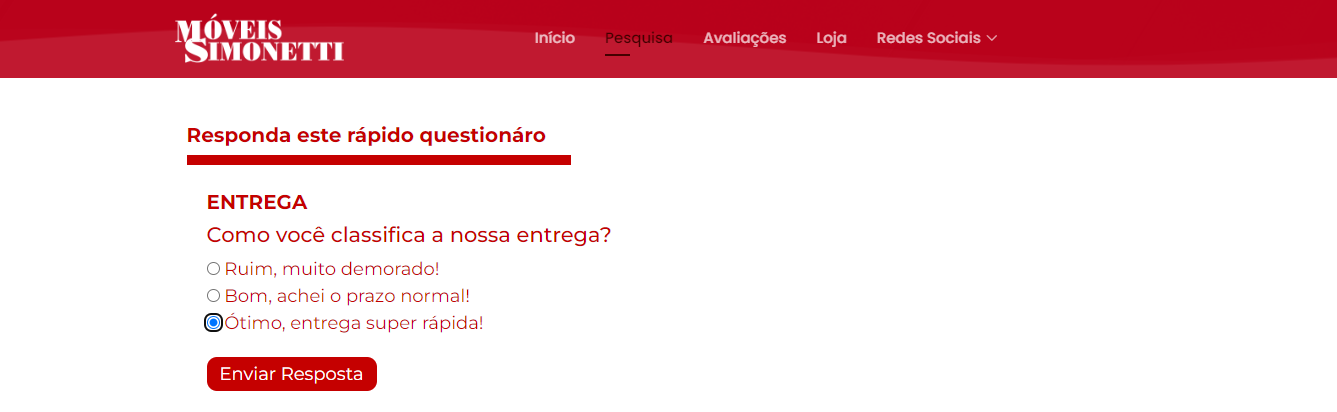 MÓVEIS
SIMONETTI
Início Pesquisa Avaliações Loja Redes Sociais
Responda este rápido questionáro
ENTREGA
Como você classifica a nossa entrega?
Ruim, muito demorado!
Bom, achei o prazo normal!
Ótimo, entrega super rápida!
Enviar Resposta